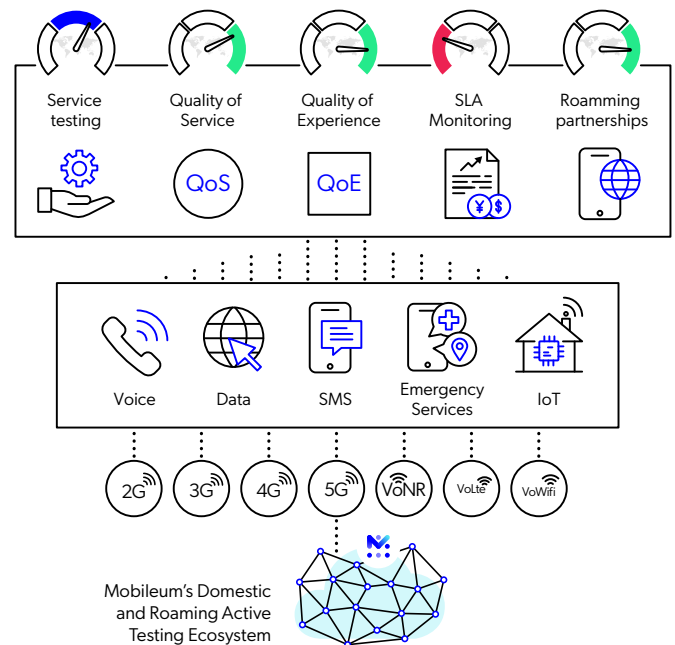 Service
testing
Quality of
Service
Quality of
Experience
SLA
Monitoring
Roamming
partnerships
QoS
QoE
¥ $
Voice
Data
SMS
Emergency
Services
IoT
2G
3G
4G
5G
VoNR
VoLte
VoWifi
Mobileum's Domestic
and Roaming Active
Testing Ecosystem